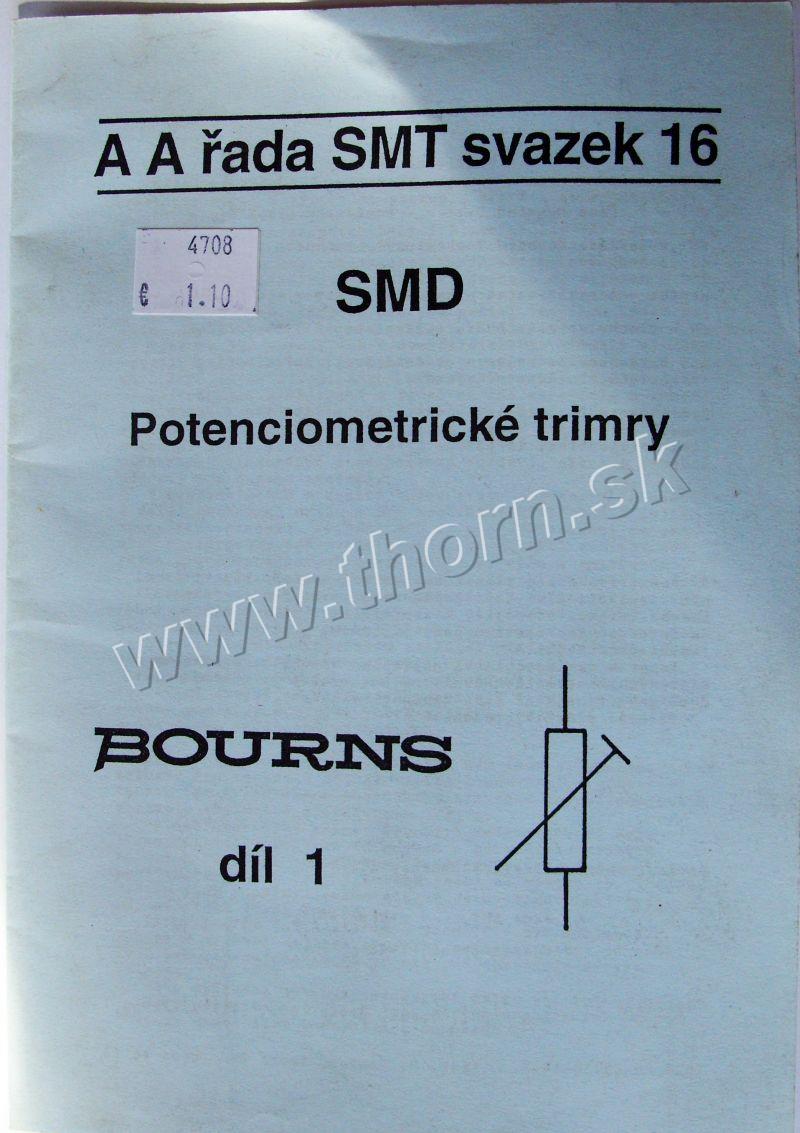 A A řada SMT svazek 16
4708
€ 1.10
SMD
Potenciometrické trimry
www.thorn.sk
BOURNS
díl 1